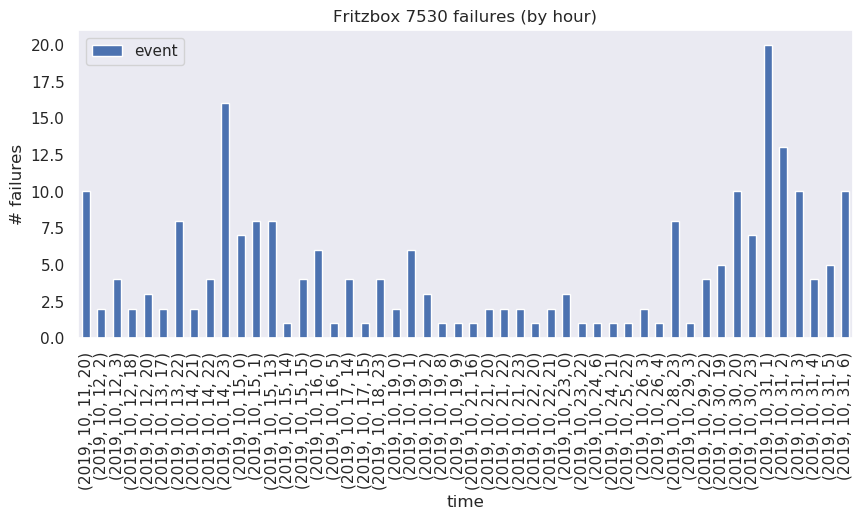 Fritzbox 7530 failures (by hour)
event
# failures
20.0
17.5
15.0
12.5
10.0
7.5
5.0
2.5
0.0
(2019, 10, 11, 20)
(2019, 10, 12, 2)
(2019, 10, 12, 3)
(2019, 10, 12, 18)
(2019, 10, 12, 20)
(2019, 10, 13, 17)
(2019, 10, 13, 22)
(2019, 10, 14, 21)
(2019, 10, 14, 22)
(2019, 10, 14, 23)
(2019, 10, 15, 0)
(2019, 10, 15, 1)
(2019, 10, 15, 13)
(2019, 10, 15, 14)
(2019, 10, 15, 15)
(2019, 10, 16, 0)
(2019, 10, 16, 5)
(2019, 10, 17, 14)
(2019, 10, 17, 15)
(2019, 10, 18, 23)
(2019, 10, 19, 0)
(2019, 10, 19, 1)
(2019, 10, 19, 2)
(2019, 10, 19, 8)
(2019, 10, 19, 9)
(2019, 10, 21, 16)
(2019, 10, 21, 20)
(2019, 10, 21, 22)
(2019, 10, 21, 23)
(2019, 10, 22, 20)
(2019, 10, 22, 21)
(2019, 10, 23, 0)
(2019, 10, 23, 22)
(2019, 10, 24, 6)
(2019, 10, 24, 21)
(2019, 10, 25, 22)
(2019, 10, 26, 3)
(2019, 10, 26, 4)
(2019, 10, 28, 23)
(2019, 10, 29, 3)
(2019, 10, 29, 22)
(2019, 10, 30, 19)
(2019, 10, 30, 20)
(2019, 10, 30, 23)
(2019, 10, 31, 1)
(2019, 10, 31, 2)
(2019, 10, 31, 3)
(2019, 10, 31, 4)
(2019, 10, 31, 5)
(2019, 10, 31, 6)
time